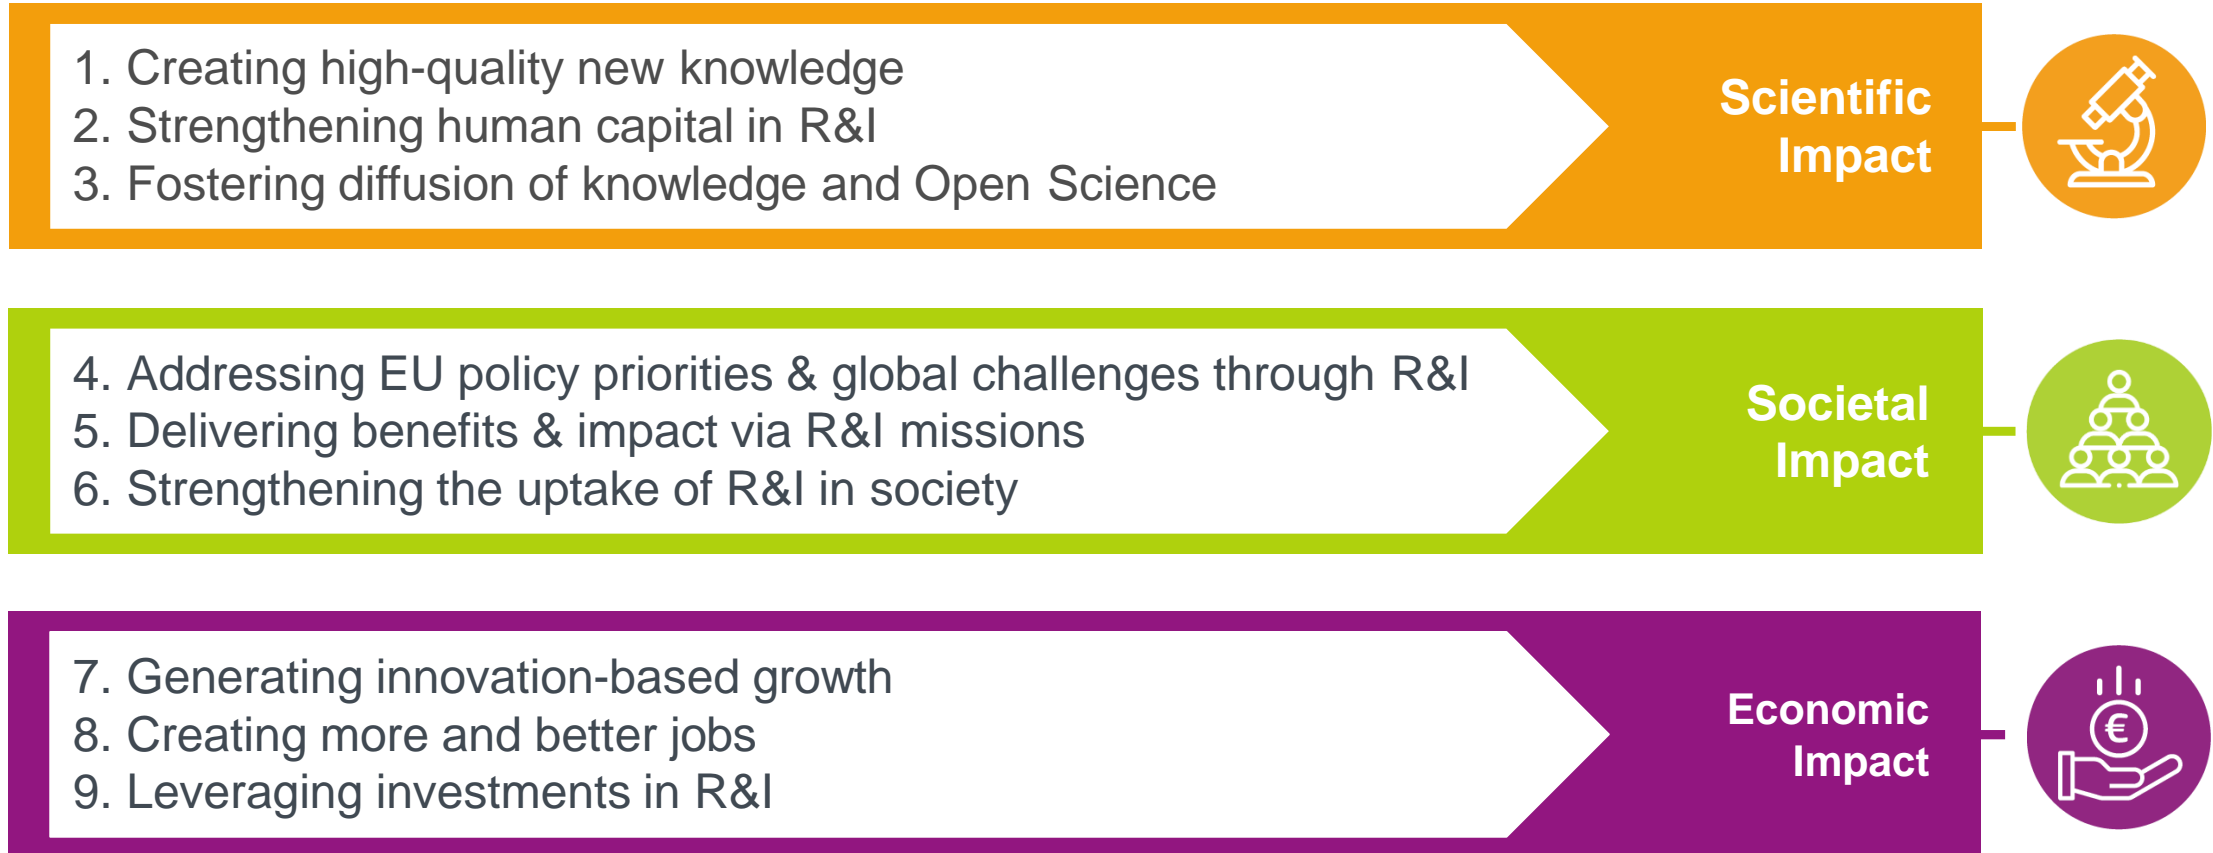 1. Creating high-quality new knowledge
2. Strengthening human capital in R&I
3. Fostering diffusion of knowledge and Open Science
Scientific
Impact
4. Addressing EU policy priorities & global challenges through R&I
5. Delivering benefits & impact via R&I missions
6. Strengthening the uptake of R&I in society
Societal
Impact
7. Generating innovation-based growth
8. Creating more and better jobs
9. Leveraging investments in R&I
Economic
Impact
€